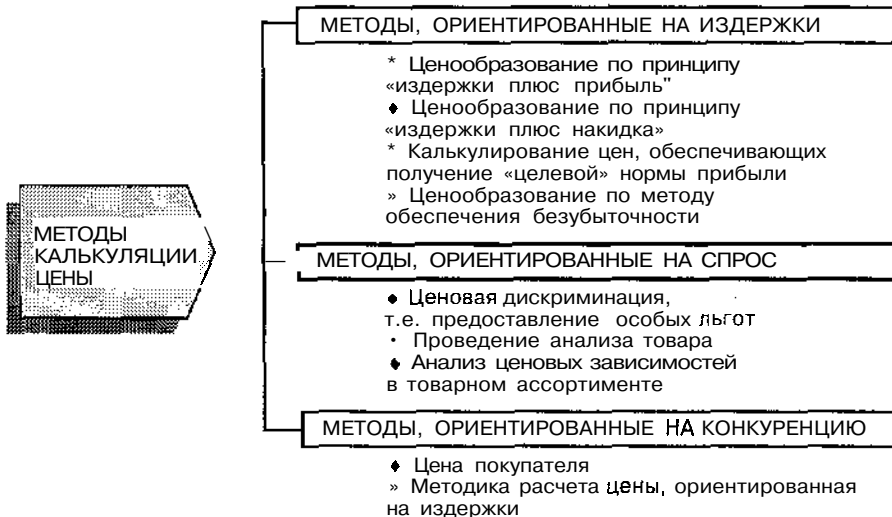 МЕТОДЫ, ОРИЕНТИРОВАННЫЕ НА ИЗДЕРЖКИ
* Ценообразование по принципу
«издержки плюс прибыль"
♦ Ценообразование по принципу
«издержки плюс накидка»
* Калькулирование цен, обеспечивающих
получение «целевой» нормы прибыли
» Ценообразование по методу
обеспечения безубыточности
МЕТОДЫ
КАЛЬКУЛЯЦИИ
ЦЕНЫ
МЕТОДЫ, ОРИЕНТИРОВАННЫЕ НА СПРОС
♦ Ценовая дискриминация,
т.е. предоставление особых льгот
• Проведение анализа товара
♦ Анализ ценовых зависимостей
в товарном ассортименте
МЕТОДЫ, ОРИЕНТИРОВАННЫЕ НА КОНКУРЕНЦИЮ
♦ Цена покупателя
» Методика расчета цены, ориентированная
на издержки